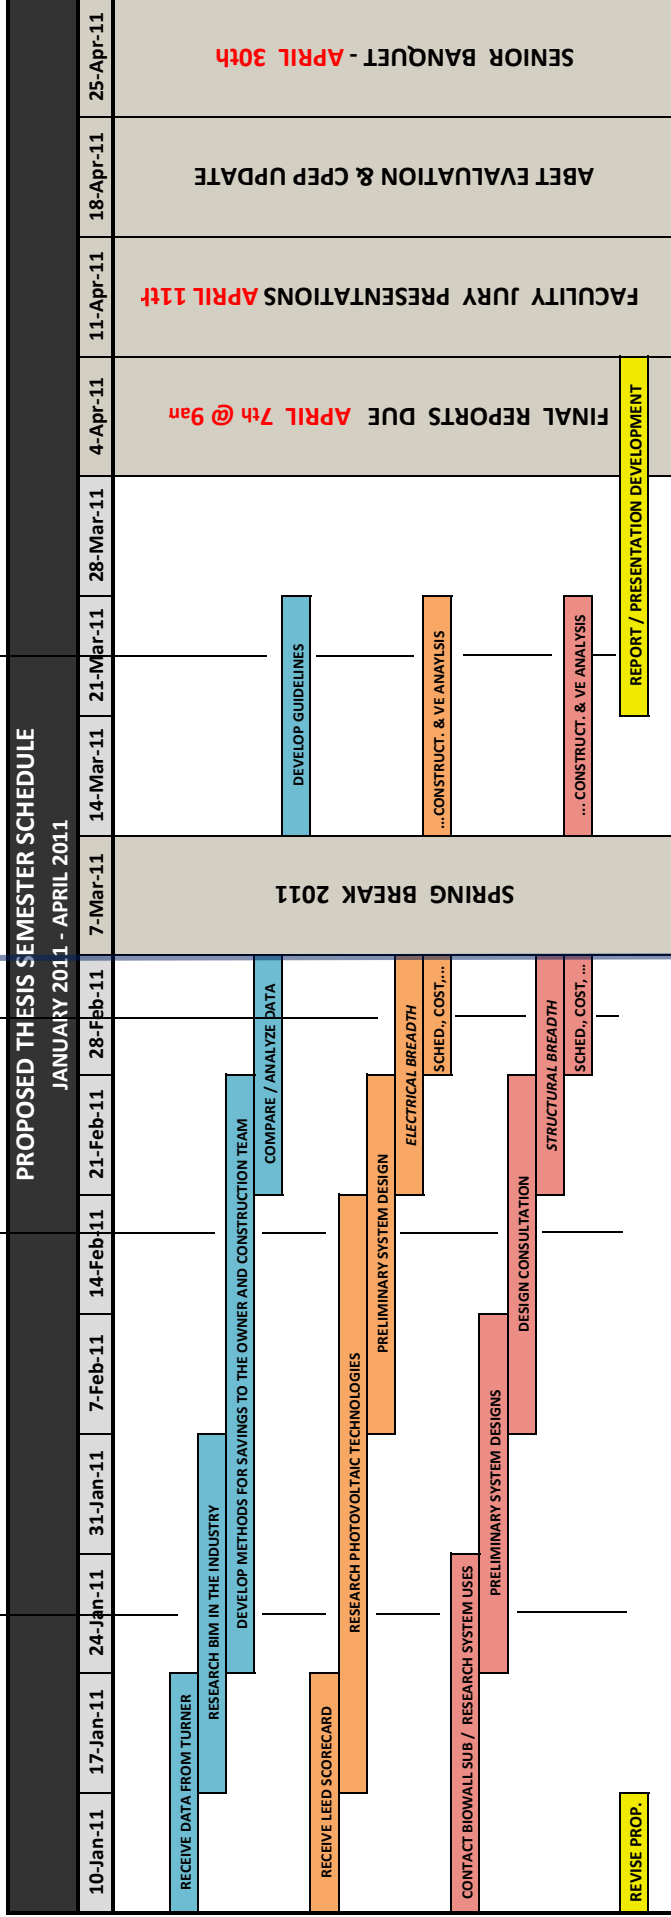 PROPOSED THESIS SEMESTER SCHEDULE
JANUARY 2011 - APRIL 2011
10-Jan-11
17-Jan-11
24-Jan-11
31-Jan-11
7-Feb-11
14-Feb-11
21-Feb-11
28-Feb-11
7-Mar-11
14-Mar-11
21-Mar-11
28-Mar-11
4-Apr-11
11-Apr-11
18-Apr-11
25-Apr-11
RECEIVE DATA FROM TURNER
RESEARCH BIM IN THE INDUSTRY
DEVELOP METHODS FOR SAVINGS TO THE OWNER AND CONSTRUCTION TEAM
COMPARE / ANALYZE DATA
DEVELOP GUIDELINES
RECEIVE LEED SCORECARD
RESEARCH PHOTOVOLTAIC TECHNOLOGIES
PRELIMINARY SYSTEM DESIGN
ELECTRICAL BREADTH
SCHED., COST,...
...CONSTRUCT. & VE ANAYLSIS
CONTACT BIOWALL SUB / RESEARCH SYSTEM USES
PRELIMINARY SYSTEM DESIGNS
DESIGN CONSULTATION
STRUCTURAL BREADTH
SCHED., COST, ...
... CONSTRUCT. & VE ANALYSIS
REVISE PROP.
REPORT / PRESENTATION DEVELOPMENT
SPRING BREAK 2011
FINAL REPORTS DUE APRIL 7th @ 9am
FACULITY JURY PRESENTATIONS APRIL 11th
ABET EVALUATION & CPEP UPDATE
SENIOR BANQUET - APRIL 30th